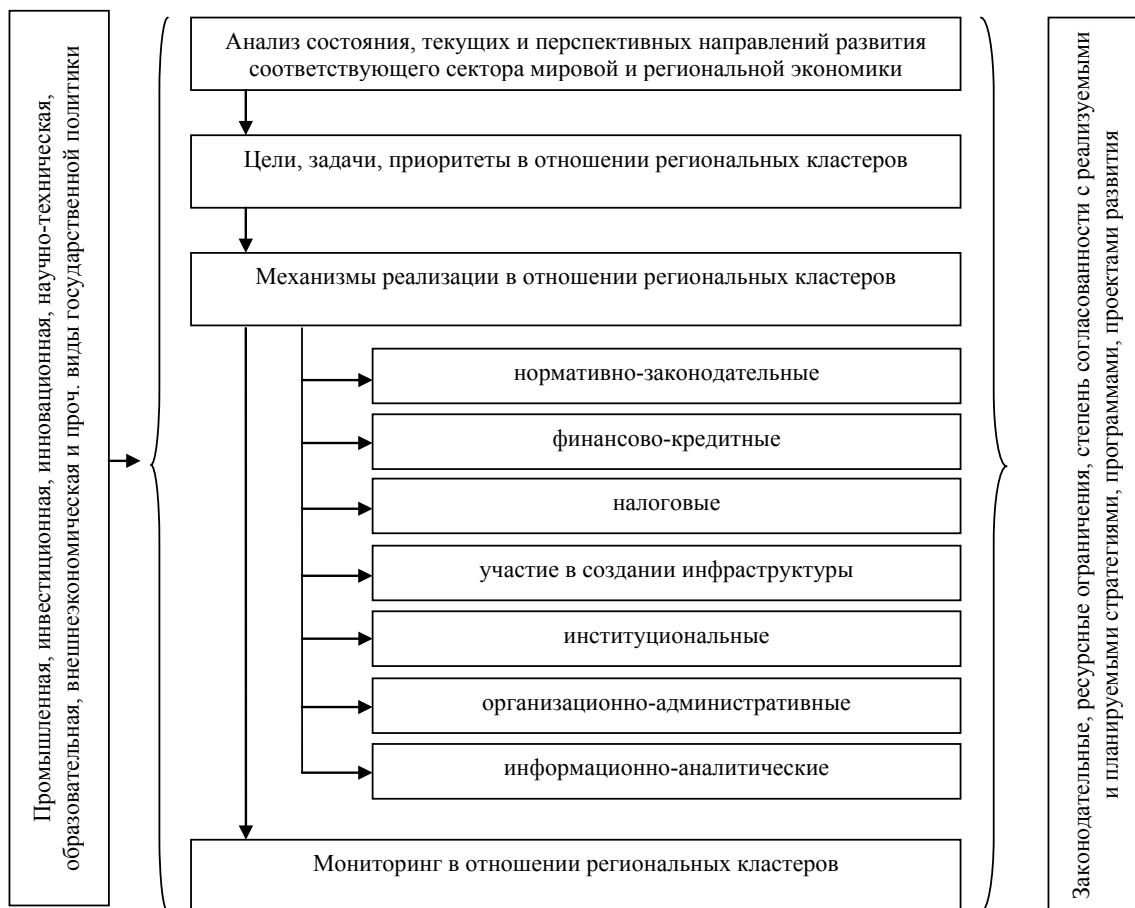 Промышленная, инвестиционная, инновационная, научно-техническая,
образовательная, внешнеэкономическая и проч. виды государственной политики
Анализ состояния, текущих и перспективных направлений развития
соответствующего сектора мировой и региональной экономики
Цели, задачи, приоритеты в отношении региональных кластеров
Механизмы реализации в отношении региональных кластеров
нормативно-законодательные
финансово-кредитные
налоговые
участие в создании инфраструктуры
институциональные
организационно-административные
информационно-аналитические
Мониторинг в отношении региональных кластеров
Законодательные, ресурсные ограничения, степень согласованности с реализуемыми
и планируемыми стратегиями, программами, проектами развития